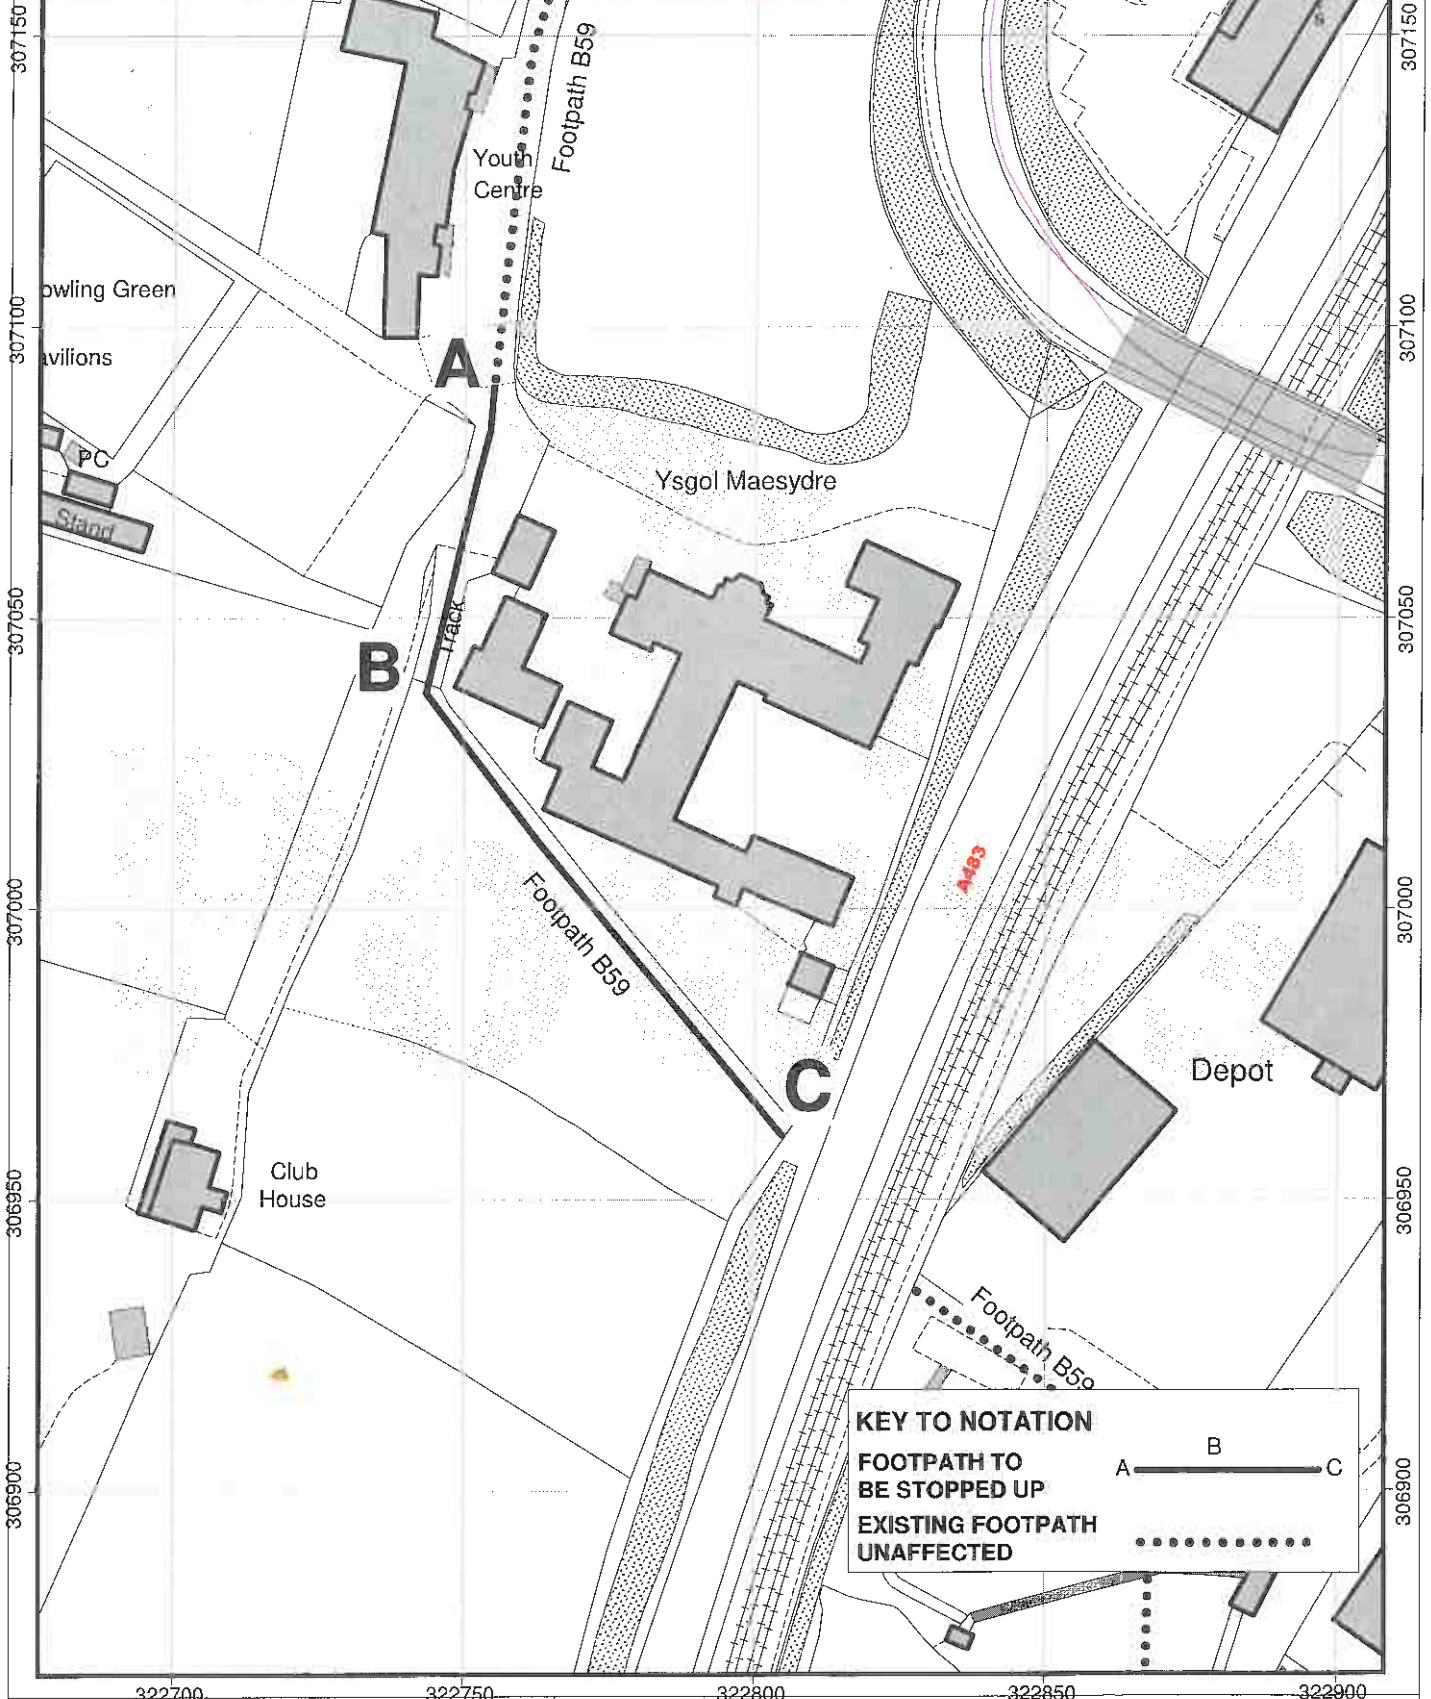 307150
Footpath B59
307150
Youth
Centre
owling Green
307100
307100
avilions
A
PC
Ysgol Maesydre
Stand
307050
Track
307050
B
A483
307000
Footpath B59
307000
C
Depot
Club
House
306950
306950
Footpath B59
KEY TO NOTATION
FOOTPATH TO
BE STOPPED UP
A B C
EXISTING FOOTPATH
UNAFFECTED
306900
306900
322700
322750
322800
322850
322900